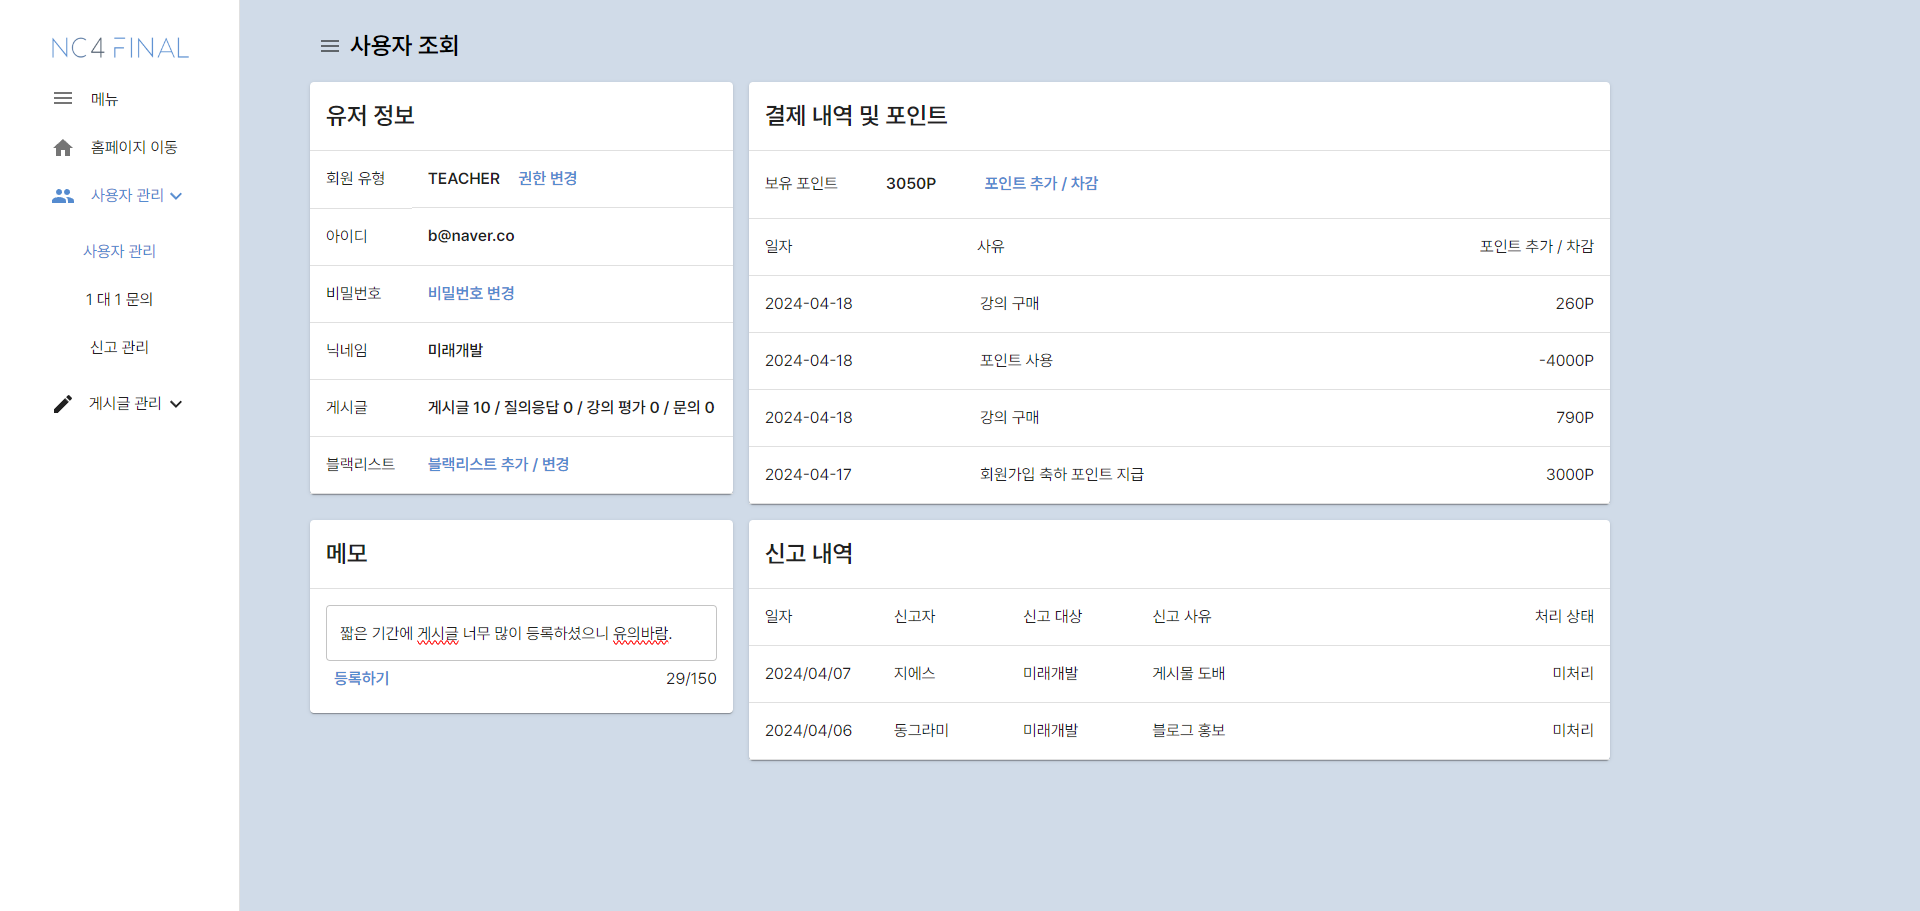 NC4 FINAL
메뉴
홈페이지 이동
사용자 관리
사용자 관리
1 대 1 문의
신고 관리
게시글 관리
사용자 조회
유저 정보
회원 유형 TEACHER 권한 변경
아이디 b@naver.co
비밀번호 비밀번호 변경
닉네임 미래개발
게시글 게시글 10 / 질의응답 0 / 강의 평가 0 / 문의 0
블랙리스트 블랙리스트 추가 / 변경
결제 내역 및 포인트
보유 포인트 3050P 포인트 추가 / 차감
일자 사유 포인트 추가 / 차감
2024-04-18 강의 구매 260P
2024-04-18 포인트 사용 -4000P
2024-04-18 강의 구매 790P
2024-04-17 회원가입 축하 포인트 지급 3000P
메모
짧은 기간에 게시글 너무 많이 등록하셨으니 유의바람.
등록하기 29/150
신고 내역
일자 신고자 신고 대상 신고 사유 처리 상태
2024/04/07 지에스 미래개발 게시물 도배 미처리
2024/04/06 동그라미 미래개발 블로그 홍보 미처리